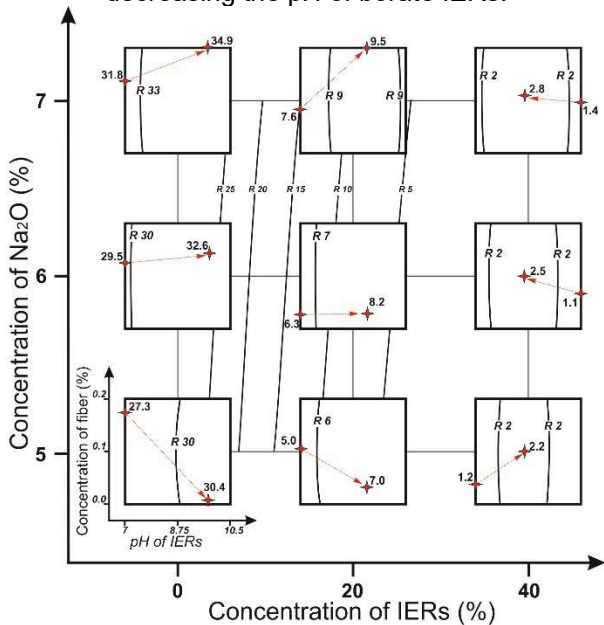 decreasing the pH of borate IERs.
34.9
31.8
R 33
9.5
7.6
R 9
R 9
R 2
R 2
2.8
1.4
7
R 25
R 20
R 15
R 10
R 5
R 30
29.5
32.6
R 7
6.3
8.2
R 2
R 2
2.5
1.1
6
Concentration of Na₂O (%)
0.2
0.1
0.0
Concentration of fiber (%)
27.3
R 30
30.4
R 6
5.0
7.0
R 2
R 2
2.2
1.2
5
7
8.75
10.5
pH of IERs
0
20
40
Concentration of IERs (%)